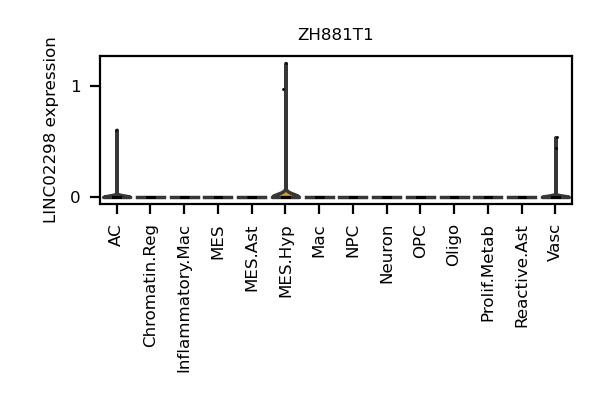 ZH881T1
LINC02298 expression
1
0
AC
Chromatin.Reg
Inflammatory.Mac
MES
MES.Ast
MES.Hyp
Mac
NPC
Neuron
OPC
Oligo
Prolif.Metab
Reactive.Ast
Vasc